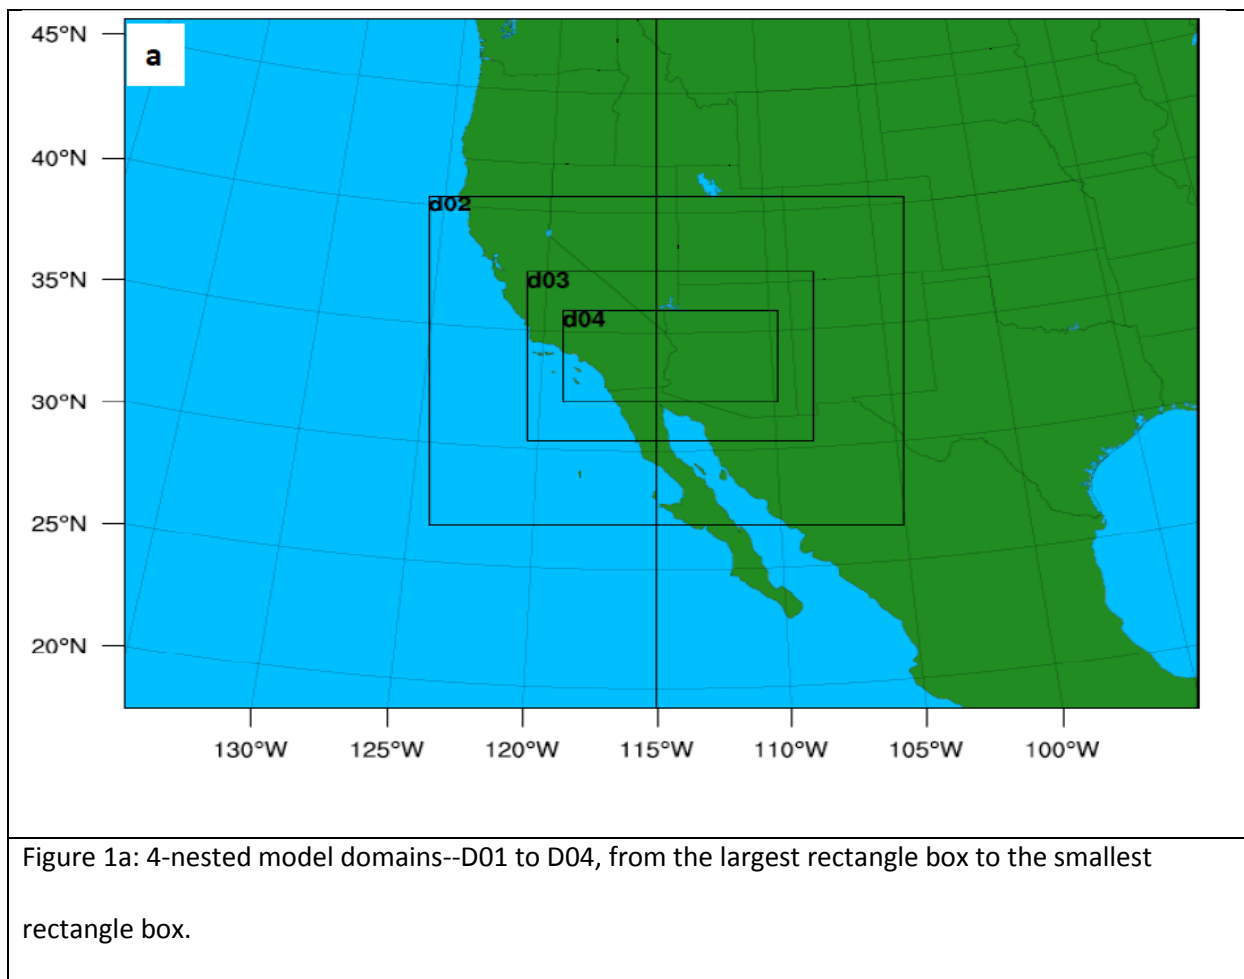 a
45°N
40°N
35°N
30°N
25°N
20°N
d02
d03
d04
130°W 125°W 120°W 115°W 110°W 105°W 100°W
Figure 1a: 4-nested model domains--D01 to D04, from the largest rectangle box to the smallest
rectangle box.